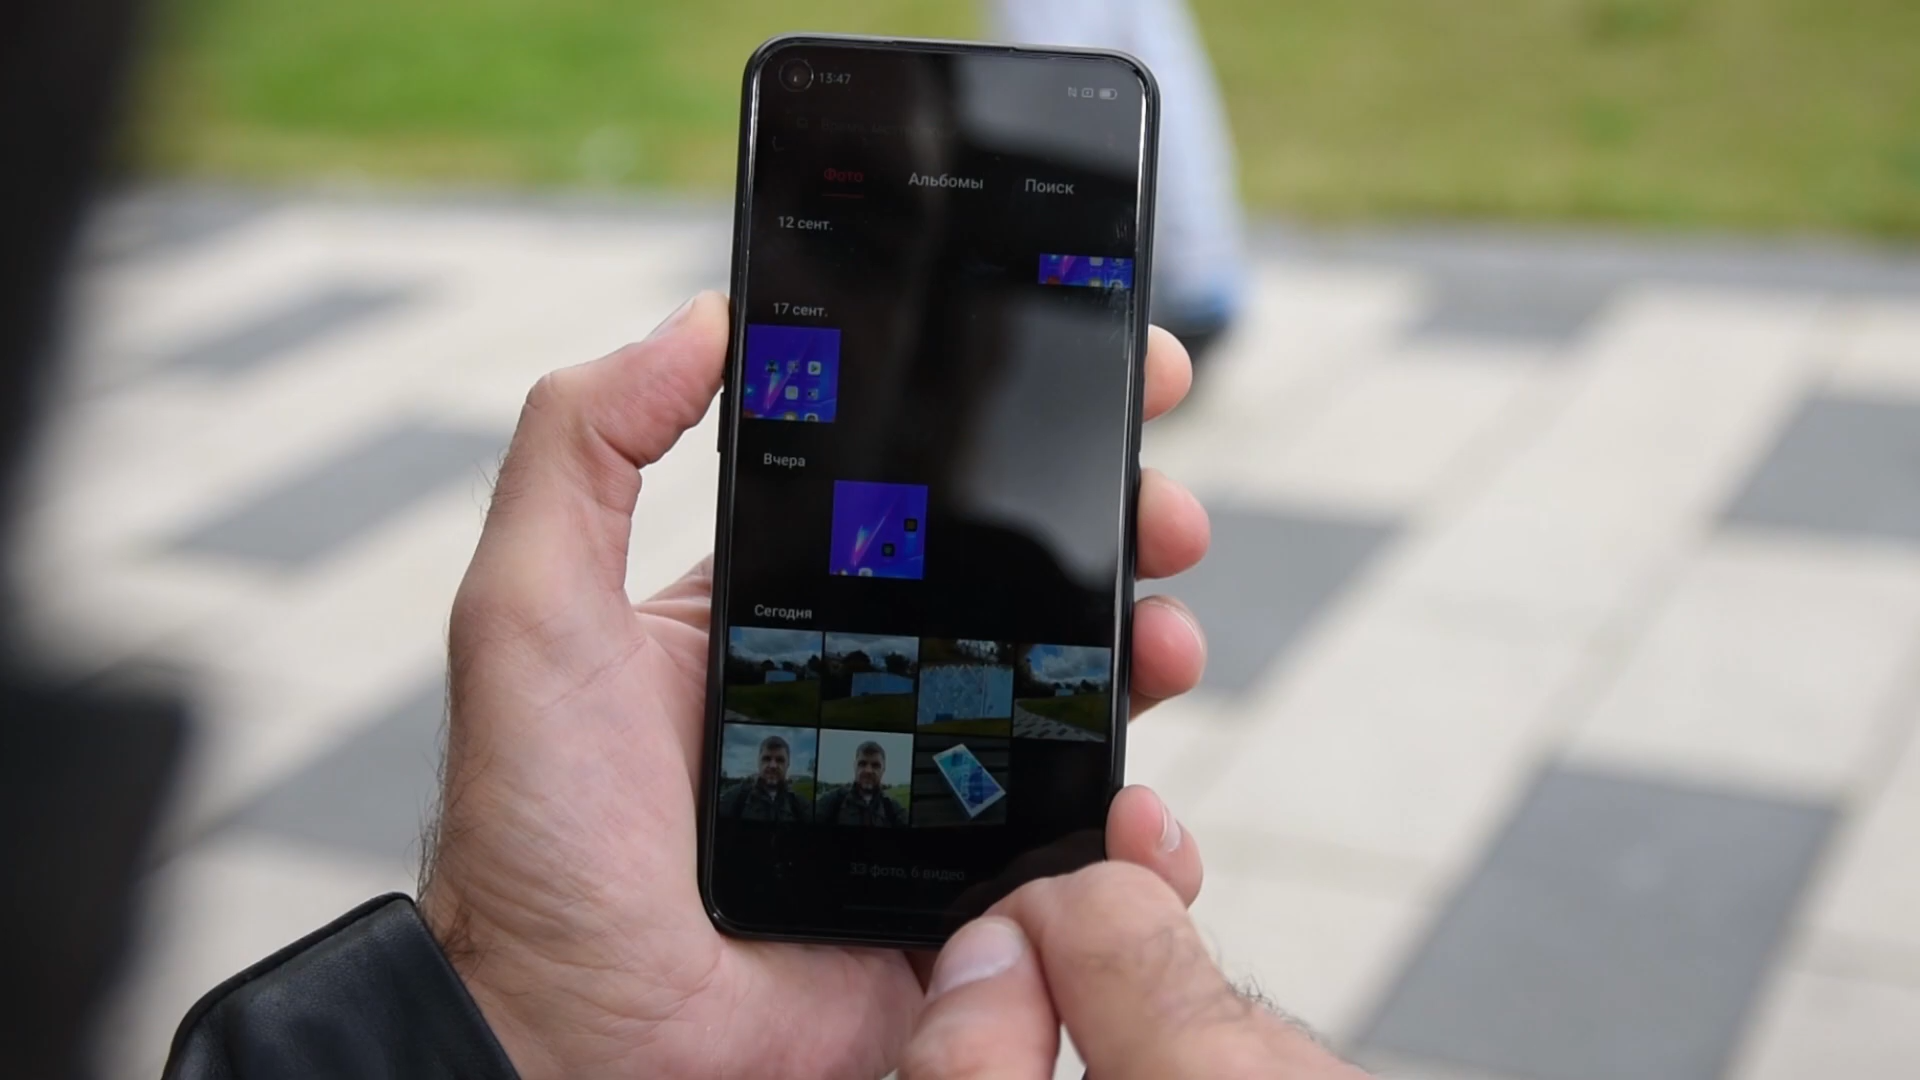 13:47
Фото Альбомы Поиск
12 сент.
17 сент.
Вчера
Сегодня
33 фото, 6 видео